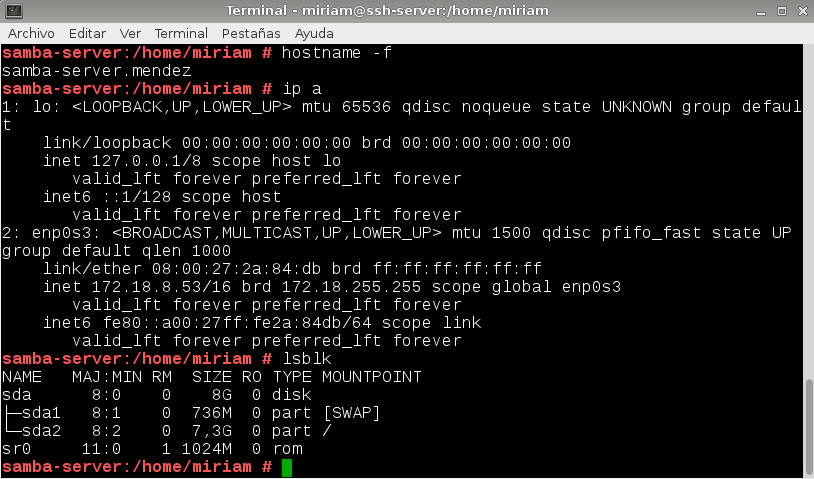 Terminal - miriam@ssh-server:/home/miriam
Archivo Editar Ver Terminal Pestañas Ayuda
samba-server:/home/miriam # hostname -f
samba-server.mendez
samba-server:/home/miriam # ip a
1: lo: <LOOPBACK,UP,LOWER_UP> mtu 65536 qdisc noqueue state UNKNOWN group defaul
t
    link/loopback 00:00:00:00:00:00 brd 00:00:00:00:00:00
    inet 127.0.0.1/8 scope host lo
       valid_lft forever preferred_lft forever
    inet6 ::1/128 scope host
       valid_lft forever preferred_lft forever
2: enp0s3: <BROADCAST,MULTICAST,UP,LOWER_UP> mtu 1500 qdisc pfifo_fast state UP
group default qlen 1000
    link/ether 08:00:27:2a:84:db brd ff:ff:ff:ff:ff:ff
    inet 172.18.8.53/16 brd 172.18.255.255 scope global enp0s3
       valid_lft forever preferred_lft forever
    inet6 fe80::a00:27ff:fe2a:84db/64 scope link
       valid_lft forever preferred_lft forever
samba-server:/home/miriam # lsblk
NAME   MAJ:MIN RM  SIZE RO TYPE MOUNTPOINT
sda      8:0    0    8G  0 disk
├─sda1   8:1    0  736M  0 part [SWAP]
└─sda2   8:2    0  7,3G  0 part /
sr0     11:0    1 1024M  0 rom
samba-server:/home/miriam #